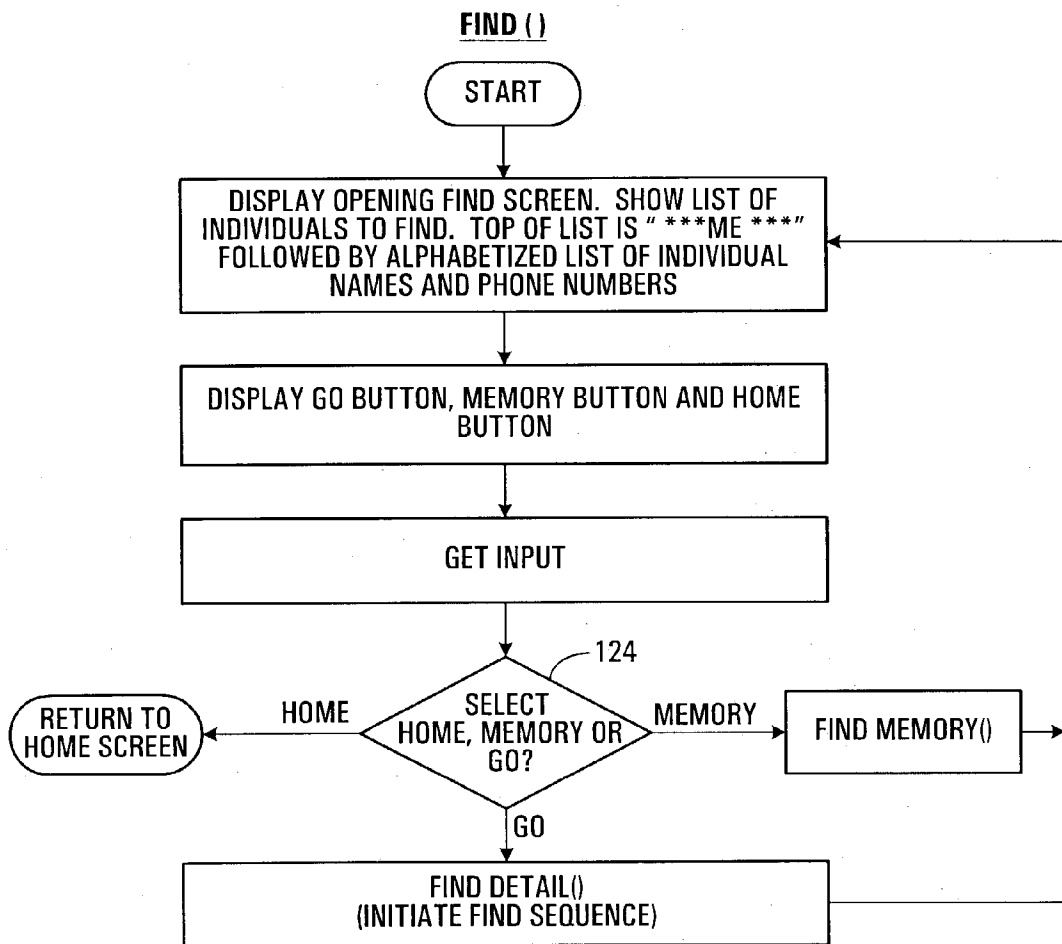 FIND ()
START
DISPLAY OPENING FIND SCREEN. SHOW LIST OF
INDIVIDUALS TO FIND. TOP OF LIST IS " ***ME ***"
FOLLOWED BY ALPHABETIZED LIST OF INDIVIDUAL
NAMES AND PHONE NUMBERS
DISPLAY GO BUTTON, MEMORY BUTTON AND HOME
BUTTON
GET INPUT
124
SELECT
HOME, MEMORY OR
GO?
HOME
RETURN TO
HOME SCREEN
MEMORY
FIND MEMORY()
GO
FIND DETAIL()
(INITIATE FIND SEQUENCE)